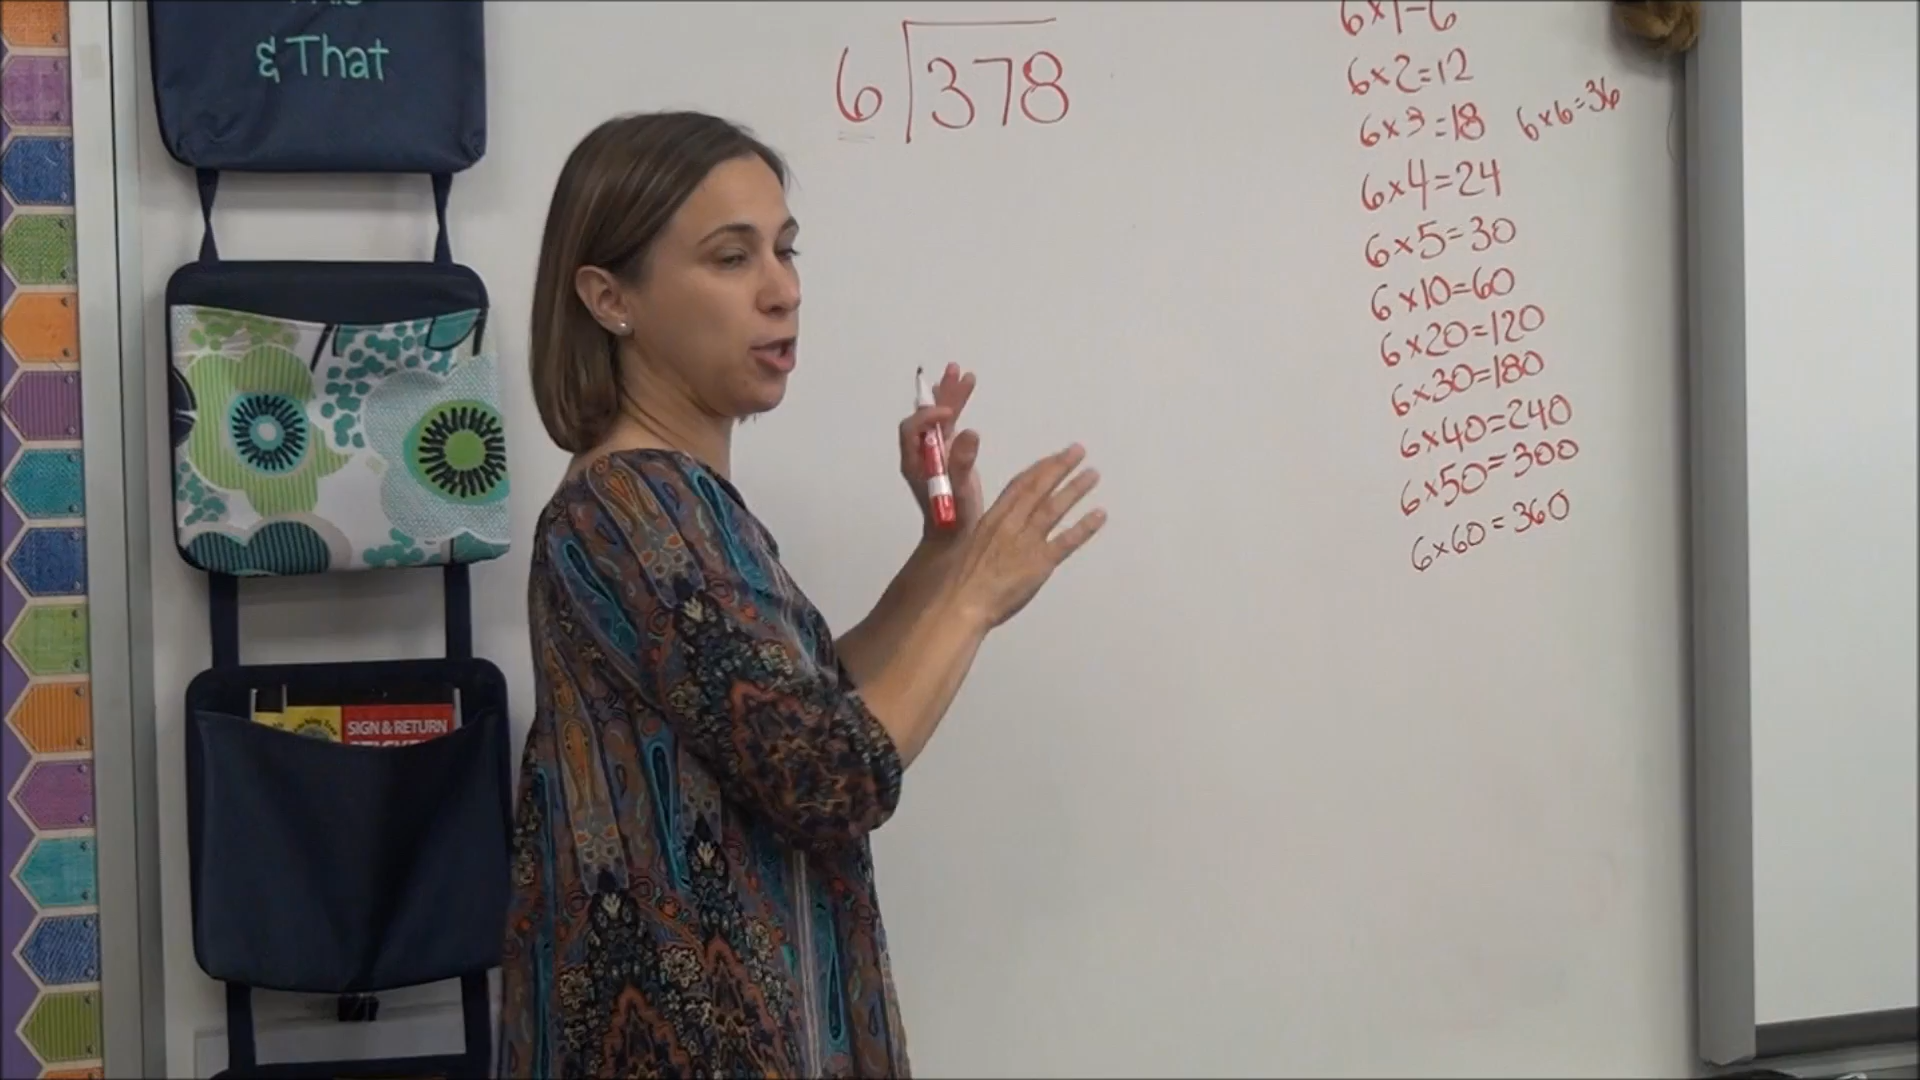 & That
6 378
6x1=6
6x2=12
6x3=18
6x6=36
6x4=24
6x5=30
6x10=60
6x20=120
6x30=180
6x40=240
6x50=300
6x60=360
SIGN & RETURN